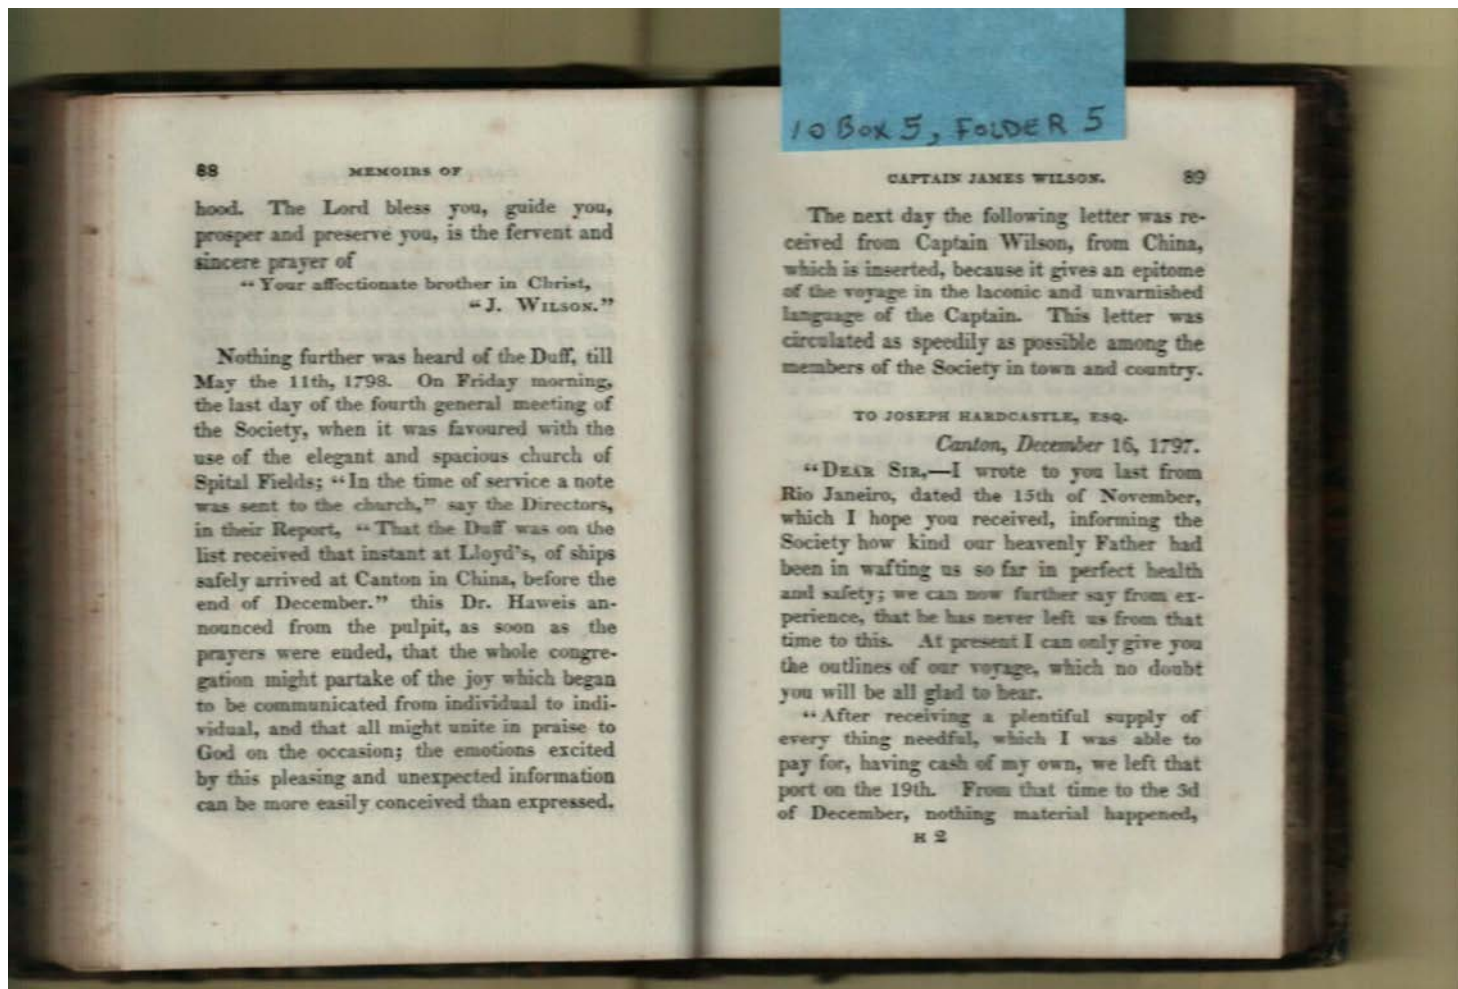 10 BOX 5, FOLDER 5
88 MEMOIRS OF
hood. The Lord bless you, guide you,
prosper and preserve you, is the fervent and
sincere prayer of
“Your affectionate brother in Christ,
“J. WILSON.”
Nothing further was heard of the Duff, till
May the 11th, 1798. On Friday morning,
the last day of the fourth general meeting of
the Society, when it was favoured with the
use of the elegant and spacious church of
Spital Fields; “In the time of service a note
was sent to the church,” say the Directors,
in their Report, “That the Duff was on the
list received that instant at Lloyd's, of ships
safely arrived at Canton in China, before the
end of December.” this Dr. Haweis an-
nounced from the pulpit, as soon as the
prayers were ended, that the whole congre-
gation might partake of the joy which began
to be communicated from individual to indi-
vidual, and that all might unite in praise to
God on the occasion; the emotions excited
by this pleasing and unexpected information
can be more easily conceived than expressed.
CAPTAIN JAMES WILSON. 89
The next day the following letter was re-
ceived from Captain Wilson, from China,
which is inserted, because it gives an epitome
of the voyage in the laconic and unvarnished
language of the Captain. This letter was
circulated as speedily as possible among the
members of the Society in town and country.
TO JOSEPH HARDCASTLE, ESQ.
Canton, December 16, 1797.
“DEAR SIR,—I wrote to you last from
Rio Janeiro, dated the 15th of November,
which I hope you received, informing the
Society how kind our heavenly Father had
been in wafting us so far in perfect health
and safety; we can now further say from ex-
perience, that he has never left us from that
time to this. At present I can only give you
the outlines of our voyage, which no doubt
you will be all glad to hear.
“After receiving a plentiful supply of
every thing needful, which I was able to
pay for, having cash of my own, we left that
port on the 19th. From that time to the 3d
of December, nothing material happened,
H 2